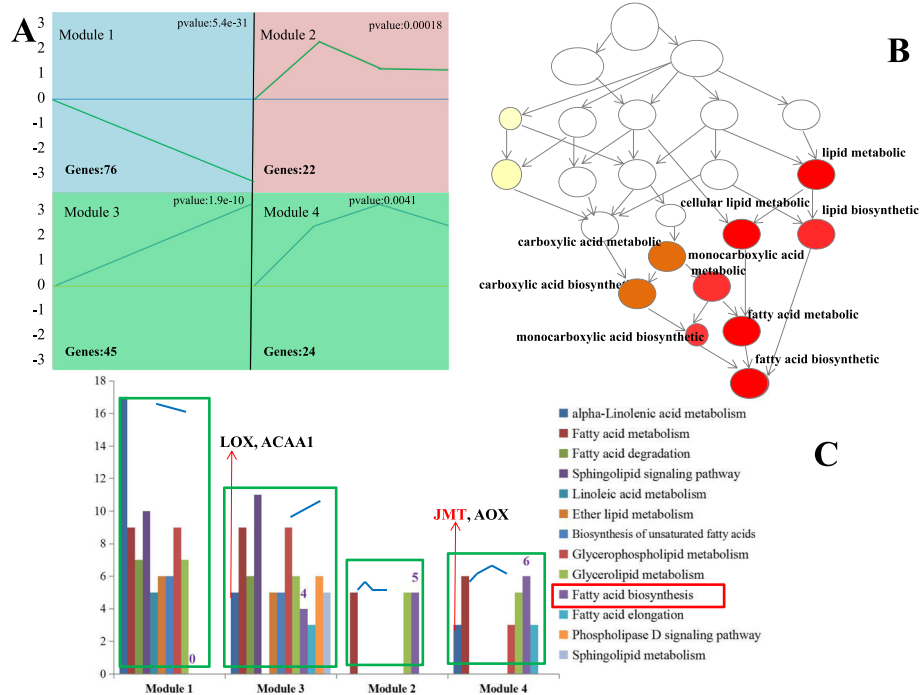 A
3
2
1
0
-1
-2
-3
3
2
1
0
-1
-2
-3
Module 1
pvalue:5.4e-31
Genes:76
Module 2
pvalue:0.00018
Genes:22
Module 3
pvalue:1.9e-10
Genes:45
Module 4
pvalue:0.0041
Genes:24
B
lipid metabolic
cellular lipid metabolic
lipid biosynthetic
carboxylic acid metabolic
monocarboxylic acid
metabolic
carboxylic acid biosynthetic
fatty acid metabolic
monocarboxylic acid biosynthetic
fatty acid biosynthetic
C
18
16
14
12
10
8
6
4
2
0
0
LOX, ACAA1
4
5
JMT, AOX
6
Module 1
Module 3
Module 2
Module 4
alpha-Linolenic acid metabolism
Fatty acid metabolism
Fatty acid degradation
Sphingolipid signaling pathway
Linoleic acid metabolism
Ether lipid metabolism
Biosynthesis of unsaturated fatty acids
Glycerophospholipid metabolism
Glycerolipid metabolism
Fatty acid biosynthesis
Fatty acid elongation
Phospholipase D signaling pathway
Sphingolipid metabolism